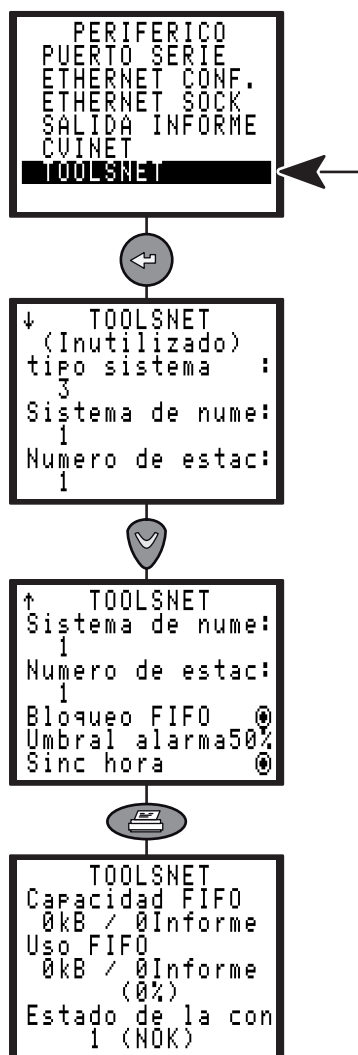 PERIFERICO
PUERTO SERIE
ETHERNET CONF.
ETHERNET SOCK
SALIDA INFORME
CVINET
TOOLSNET
↓ TOOLSNET
(Inutilizado)
tipo sistema :
3
Sistema de nume:
1
Numero de estac:
1
↑ TOOLSNET
Sistema de nume:
1
Numero de estac:
1
Bloqueo FIFO
Umbral alarma50%
Sinc hora
TOOLSNET
Capacidad FIFO
0kB / 0Informe
Uso FIFO
0kB / 0Informe
(0%)
Estado de la con
1 (NOK)